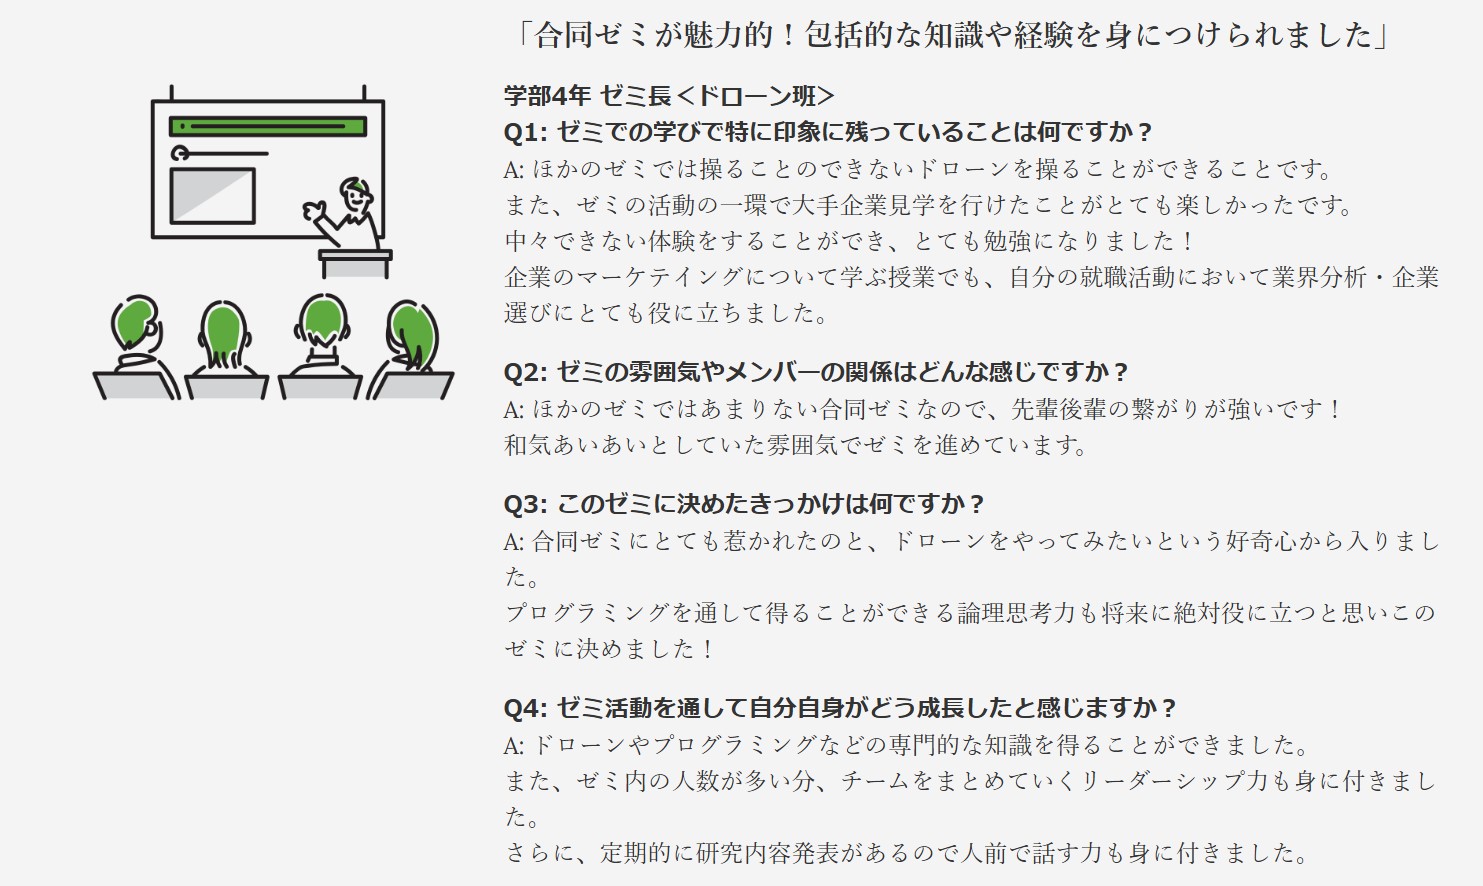 「合同ゼミが魅力的！包括的な知識や経験を身につけられました」
学部4年 ゼミ長＜ドローン班＞
Q1: ゼミでの学びで特に印象に残っていることは何ですか？
A: ほかのゼミでは操ることのできないドローンを操ることができることです。
また、ゼミの活動の一環で大手企業見学を行けたことがとても楽しかったです。
中々できない体験をすることができ、とても勉強になりました！
企業のマーケテイングについて学ぶ授業でも、自分の就職活動において業界分析・企業
選びにとても役に立ちました。
Q2: ゼミの雰囲気やメンバーの関係はどんな感じですか？
A: ほかのゼミではあまりない合同ゼミなので、先輩後輩の繋がりが強いです！
和気あいあいとしていた雰囲気でゼミを進めています。
Q3: このゼミに決めたきっかけは何ですか？
A: 合同ゼミにとても惹かれたのと、ドローンをやってみたいという好奇心から入りまし
た。
プログラミングを通して得ることができる論理思考力も将来に絶対役に立つと思いこの
ゼミに決めました！
Q4: ゼミ活動を通して自分自身がどう成長したと感じますか？
A: ドローンやプログラミングなどの専門的な知識を得ることができました。
また、ゼミ内の人数が多い分、チームをまとめていくリーダーシップ力も身に付きまし
た。
さらに、定期的に研究内容発表があるので人前で話す力も身に付きました。